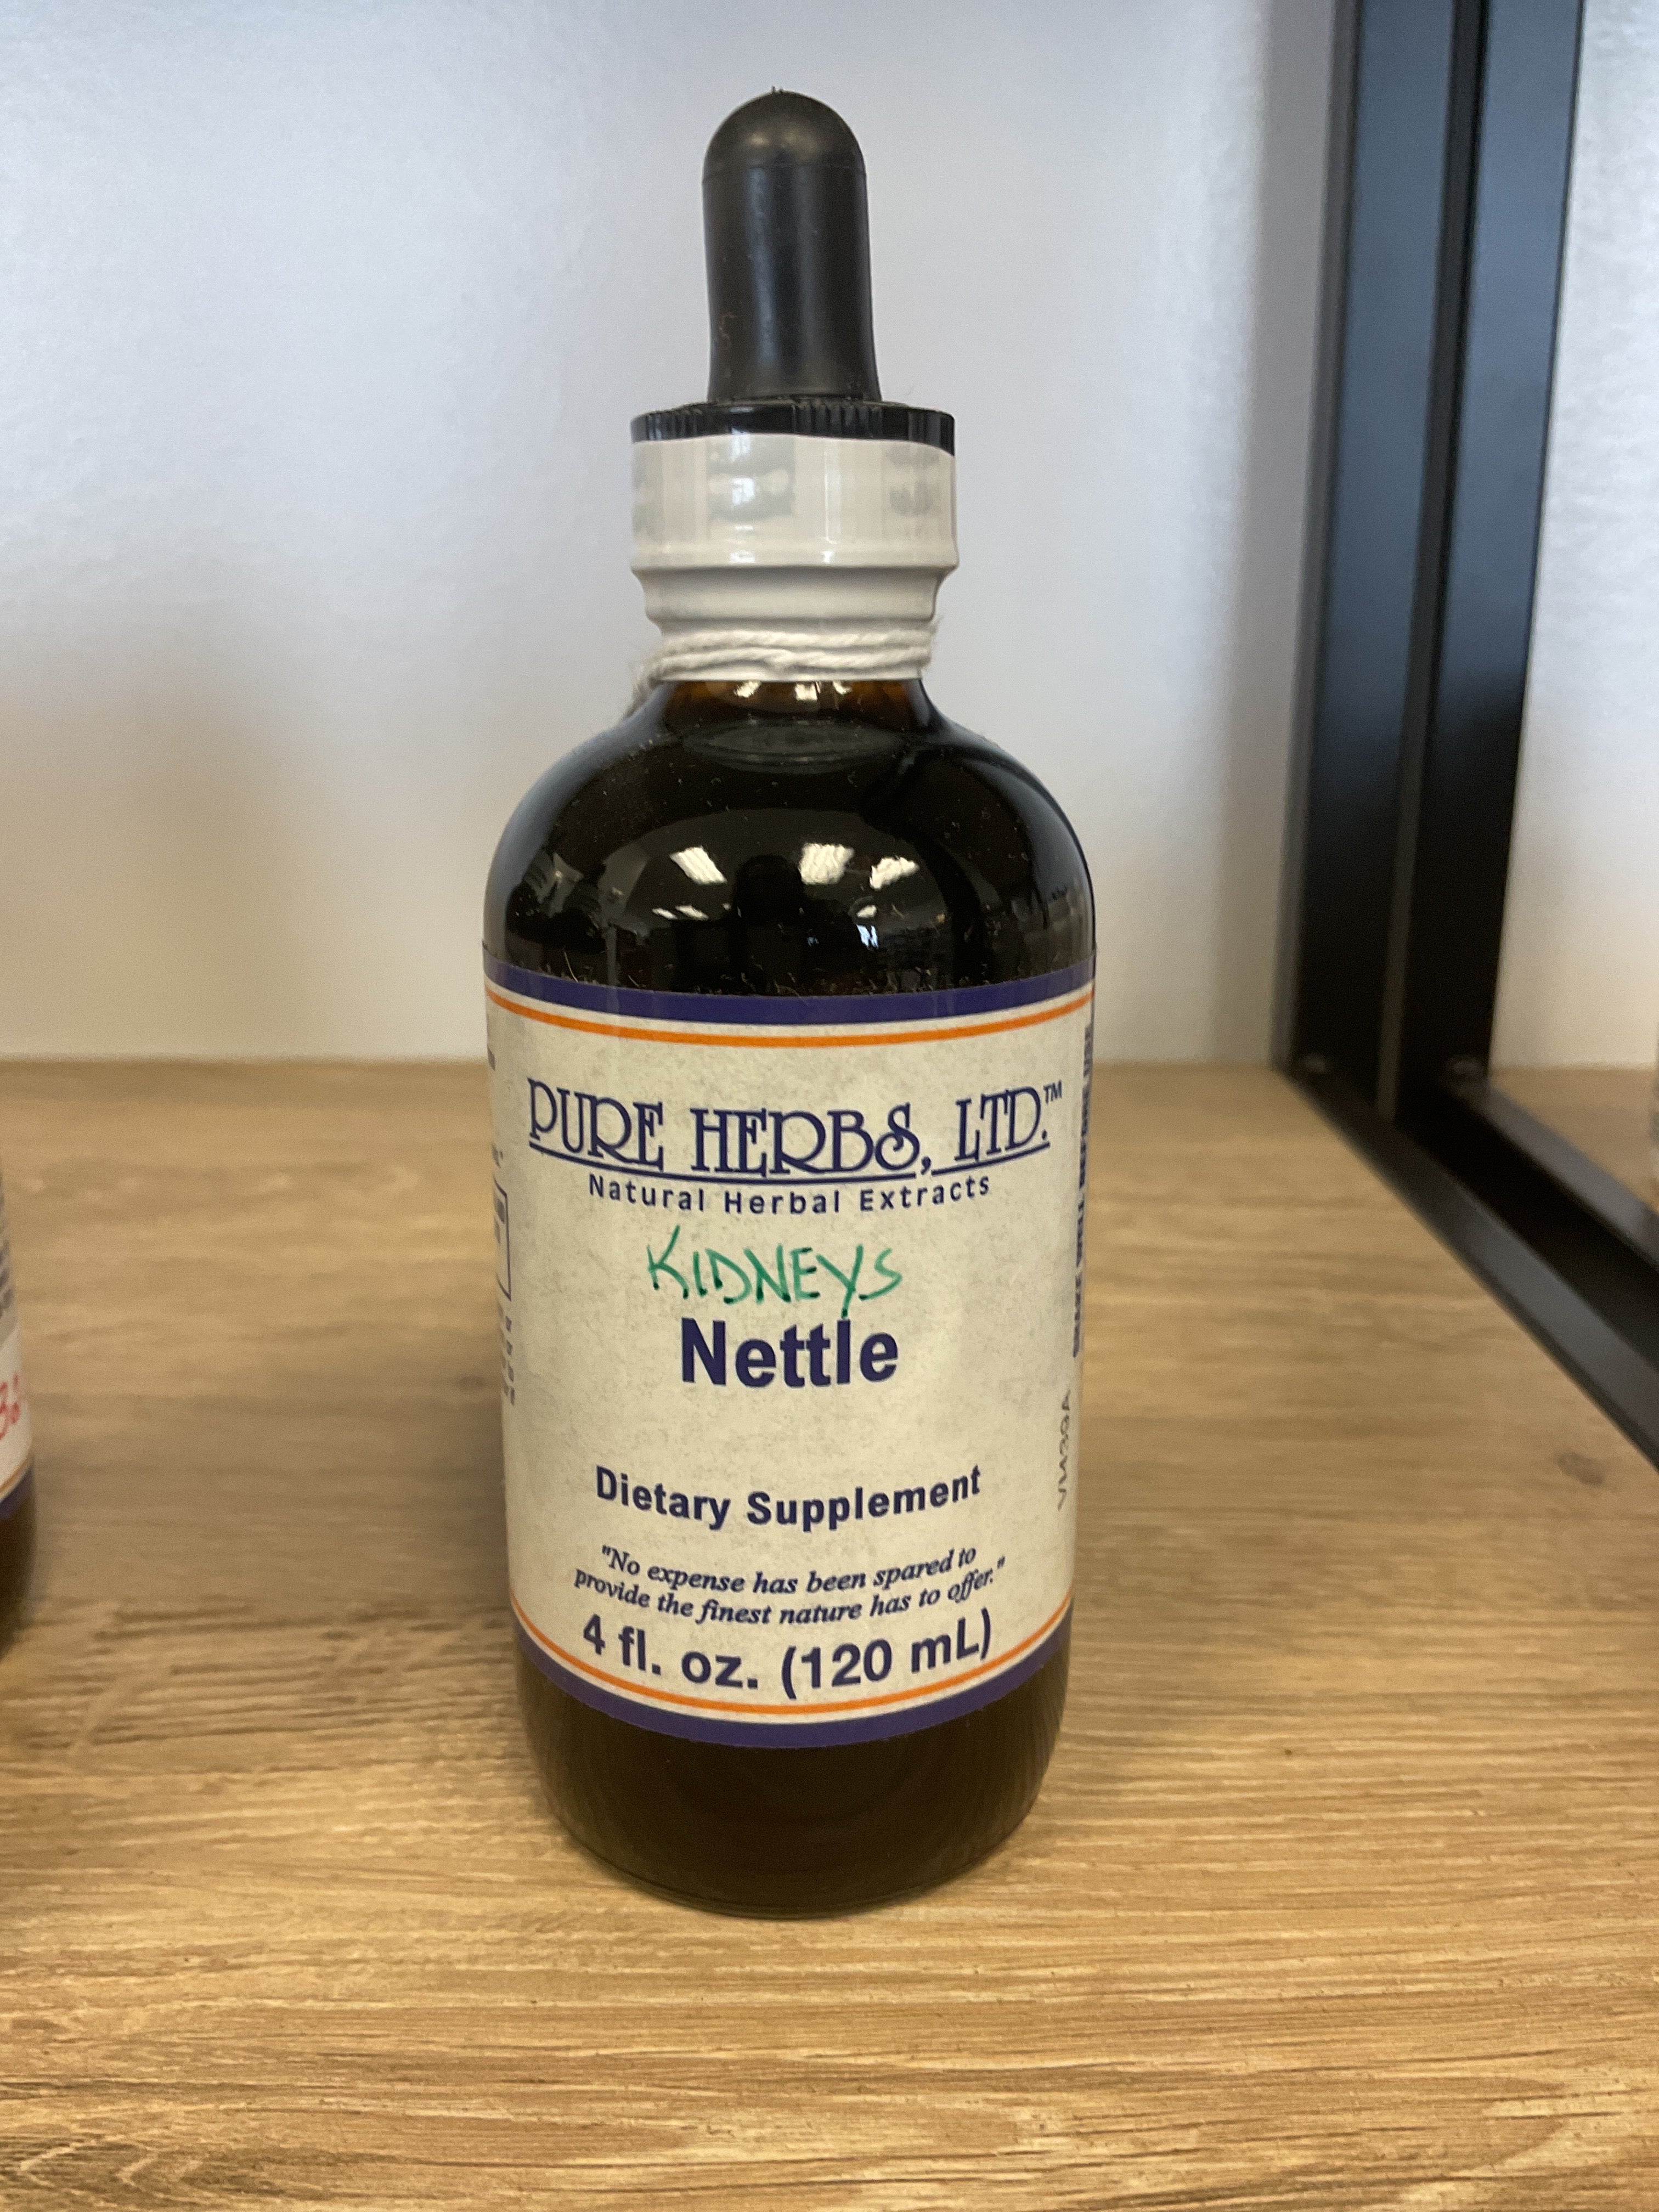 PURE HERBS, LTD.™
Natural Herbal Extracts
KIDNEYS
Nettle
Dietary Supplement
"No expense has been spared to
provide the finest nature has to offer."
4 fl. oz. (120 mL)